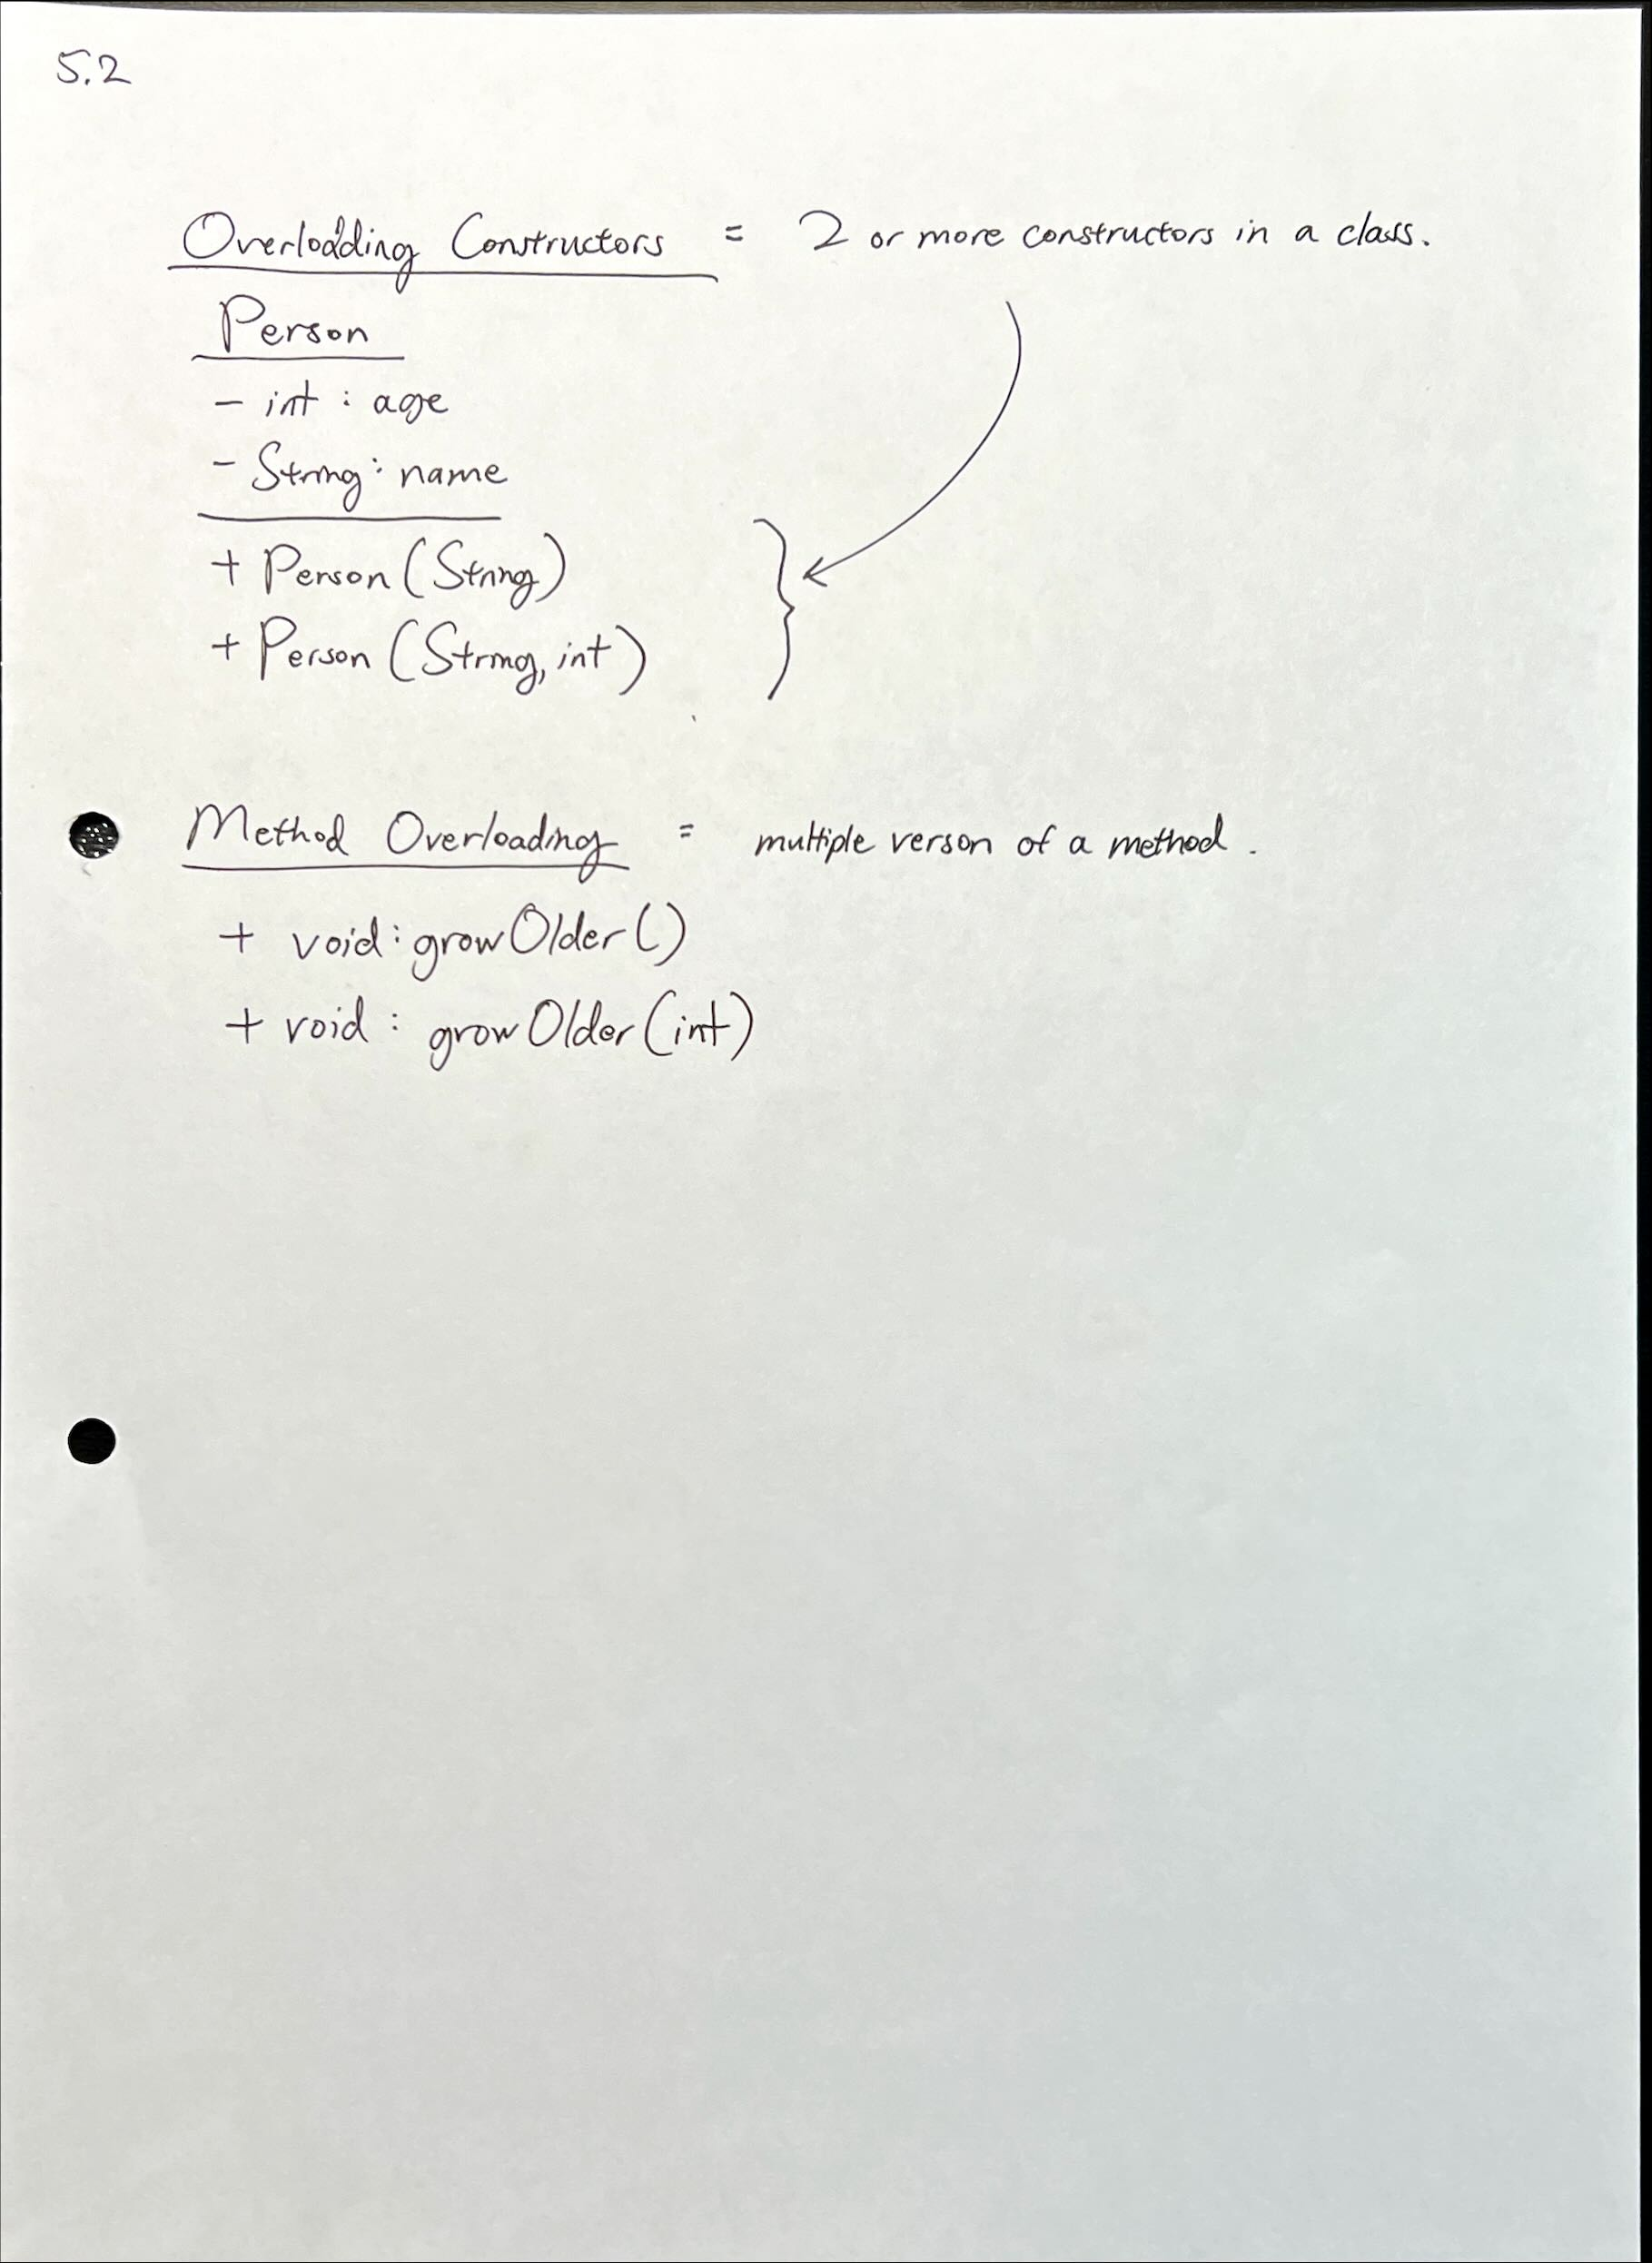 5.2
Overloading Constructors = 2 or more constructors in a class.
Person
- int : age
- String : name
+ Person (String)
+ Person (String, int)
Method Overloading = multiple verson of a method.
+ void : growOlder ()
+ void : growOlder (int)